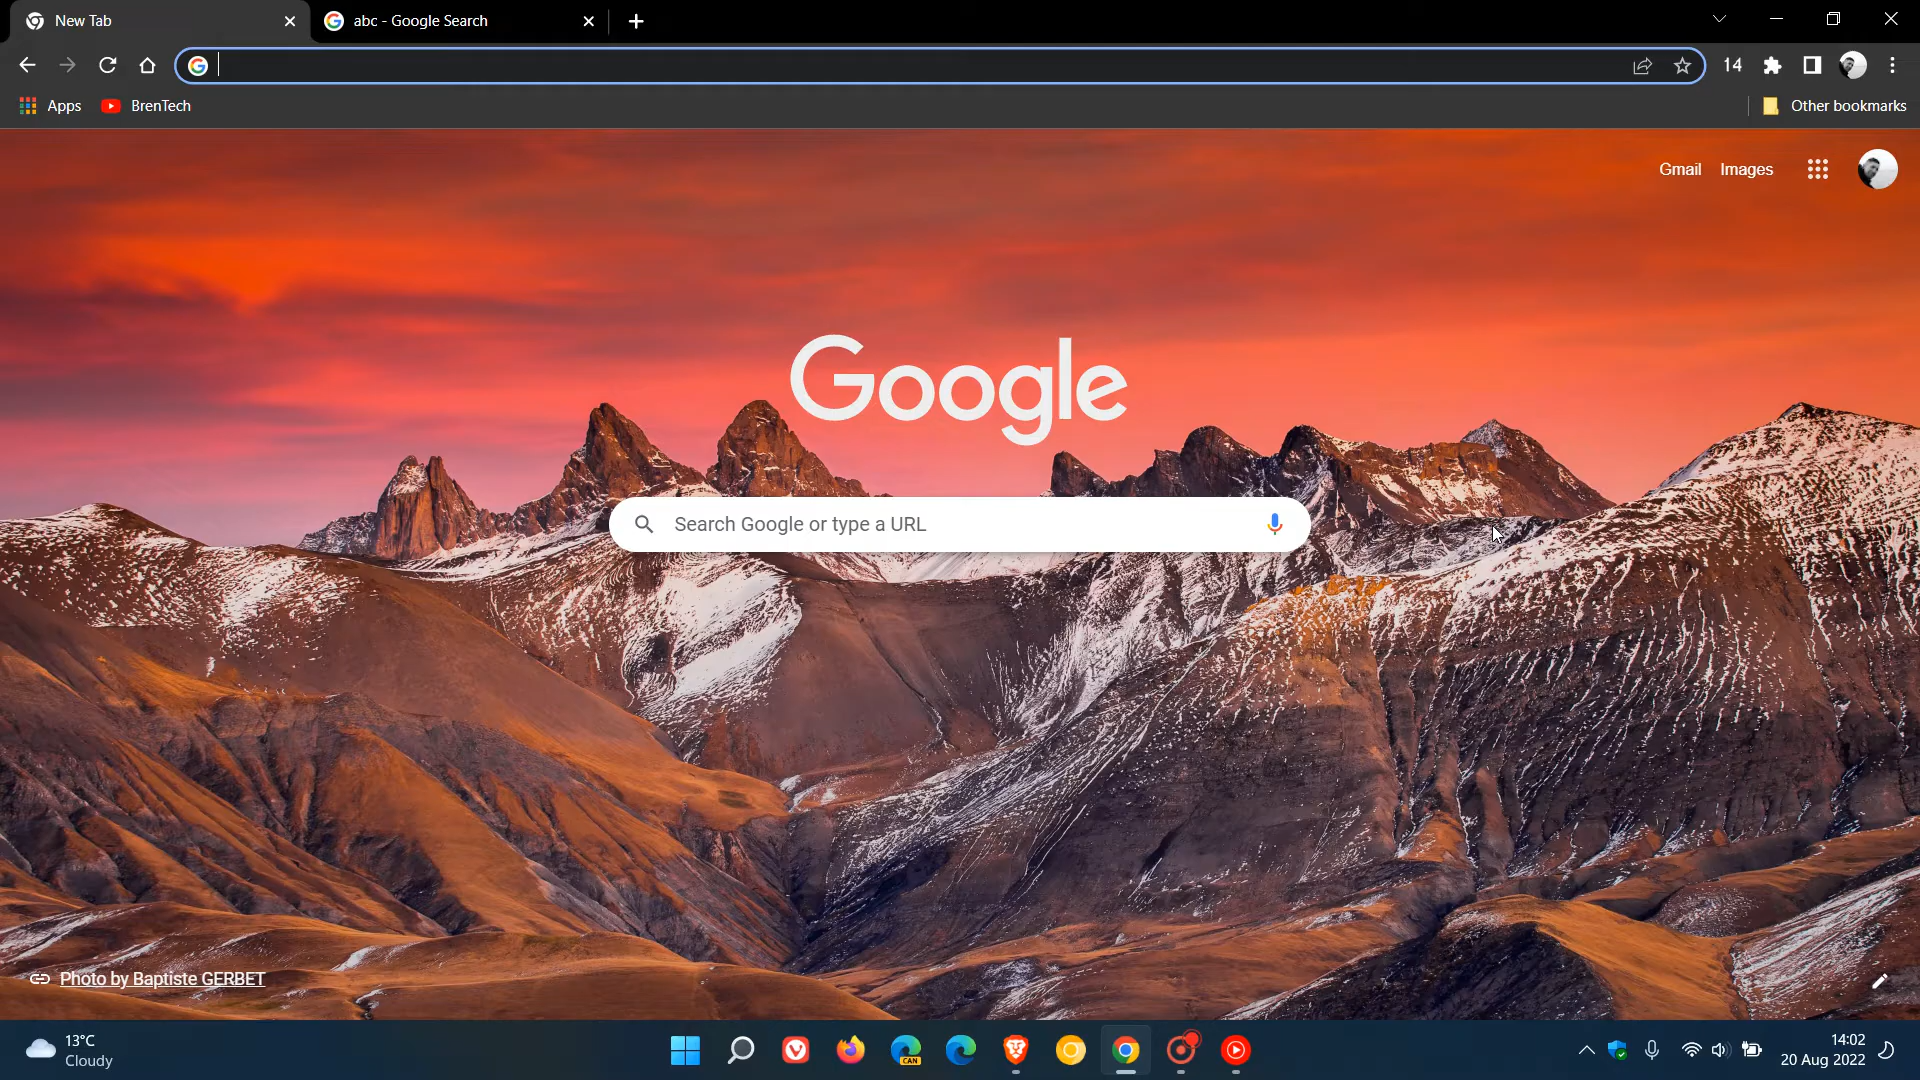 New Tab
abc - Google Search
14
Apps
BrenTech
Other bookmarks
Gmail
Images
Google
Search Google or type a URL
Photo by Baptiste GERBET
13°C
Cloudy
CAN
14:02
20 Aug 2022